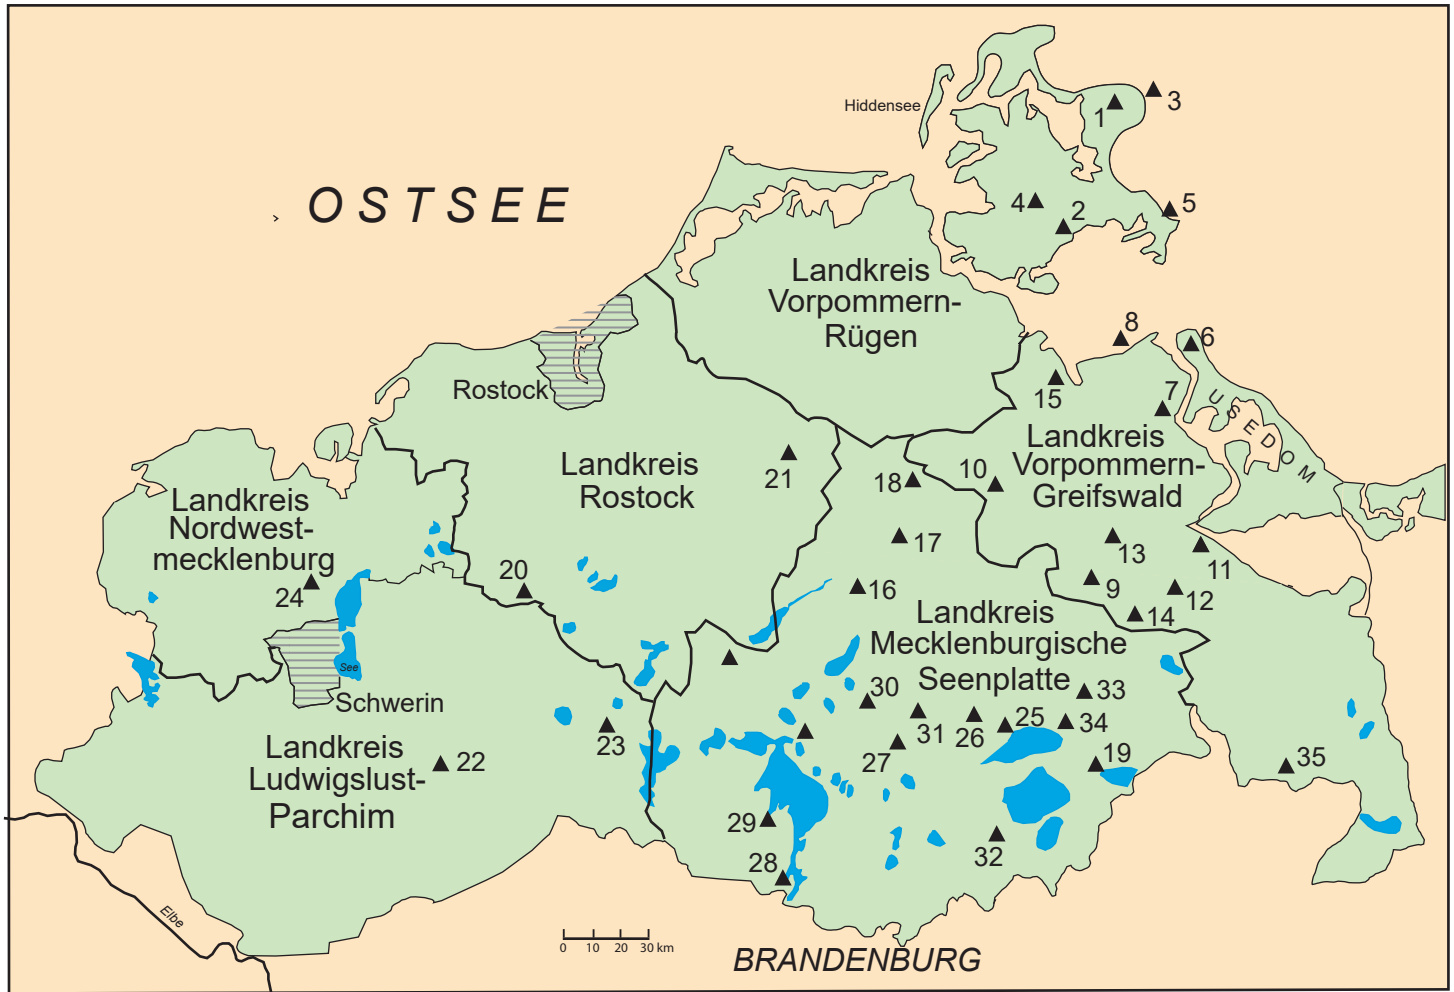 3
1
Hiddensee
OSTSEE
4
2
5
Landkreis
Vorpommern-
Rügen
8
6
Rostock
15
7
USEDOM
Landkreis
Vorpommern-
Greifswald
21
18
10
Landkreis
Rostock
Landkreis
Nordwest-
mecklenburg
24
20
17
13
11
16
9
12
14
Landkreis
Mecklenburgische
Seenplatte
See
Schwerin
30
33
31
26
25
34
23
27
19
35
Landkreis
Ludwigslust-
Parchim
22
29
32
28
Elbe
0 10 20 30 km
BRANDENBURG